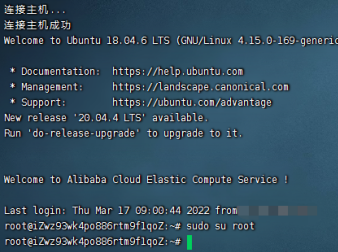 连接主机...
连接主机成功
Welcome to Ubuntu 18.04.6 LTS (GNU/Linux 4.15.0-169-generic
* Documentation:  https://help.ubuntu.com
* Management:     https://landscape.canonical.com
* Support:        https://ubuntu.com/advantage
New release '20.04.4 LTS' available.
Run 'do-release-upgrade' to upgrade to it.
Welcome to Alibaba Cloud Elastic Compute Service !
Last login: Thu Mar 17 09:00:44 2022 from
root@iZwz93wk4po886rtm9f1qoZ:~# sudo su root
root@iZwz93wk4po886rtm9f1qoZ:~#